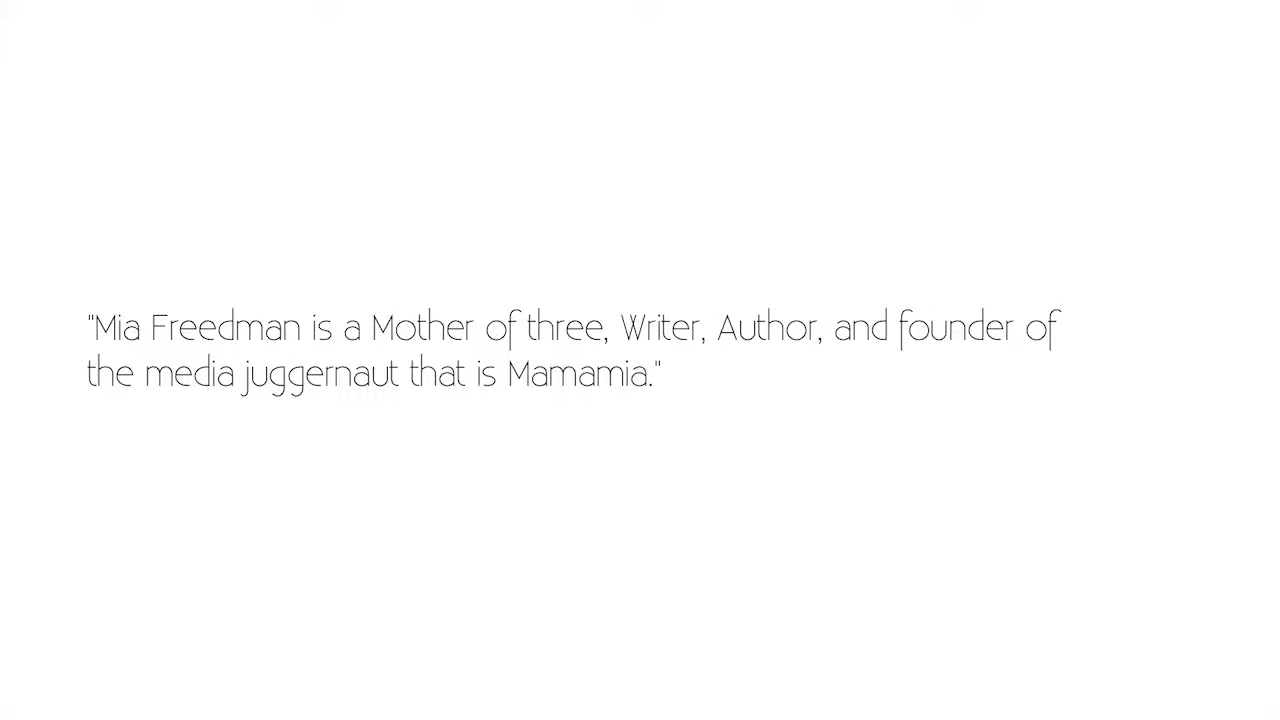 "Mia Freedman is a Mother of three, Writer, Author, and founder of
the media juggernaut that is Mamamia."